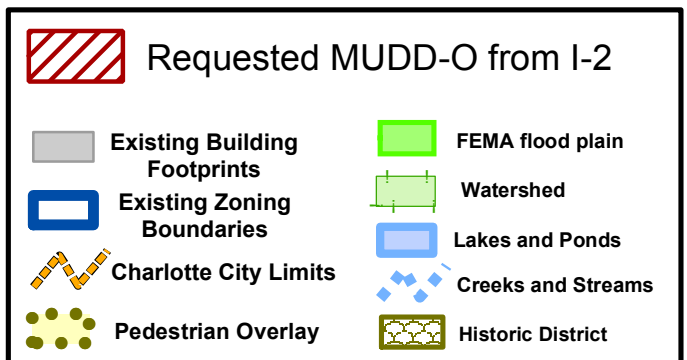 Requested MUDD-O from I-2
Existing Building
Footprints
Existing Zoning
Boundaries
Charlotte City Limits
Pedestrian Overlay
FEMA flood plain
Watershed
Lakes and Ponds
Creeks and Streams
Historic District